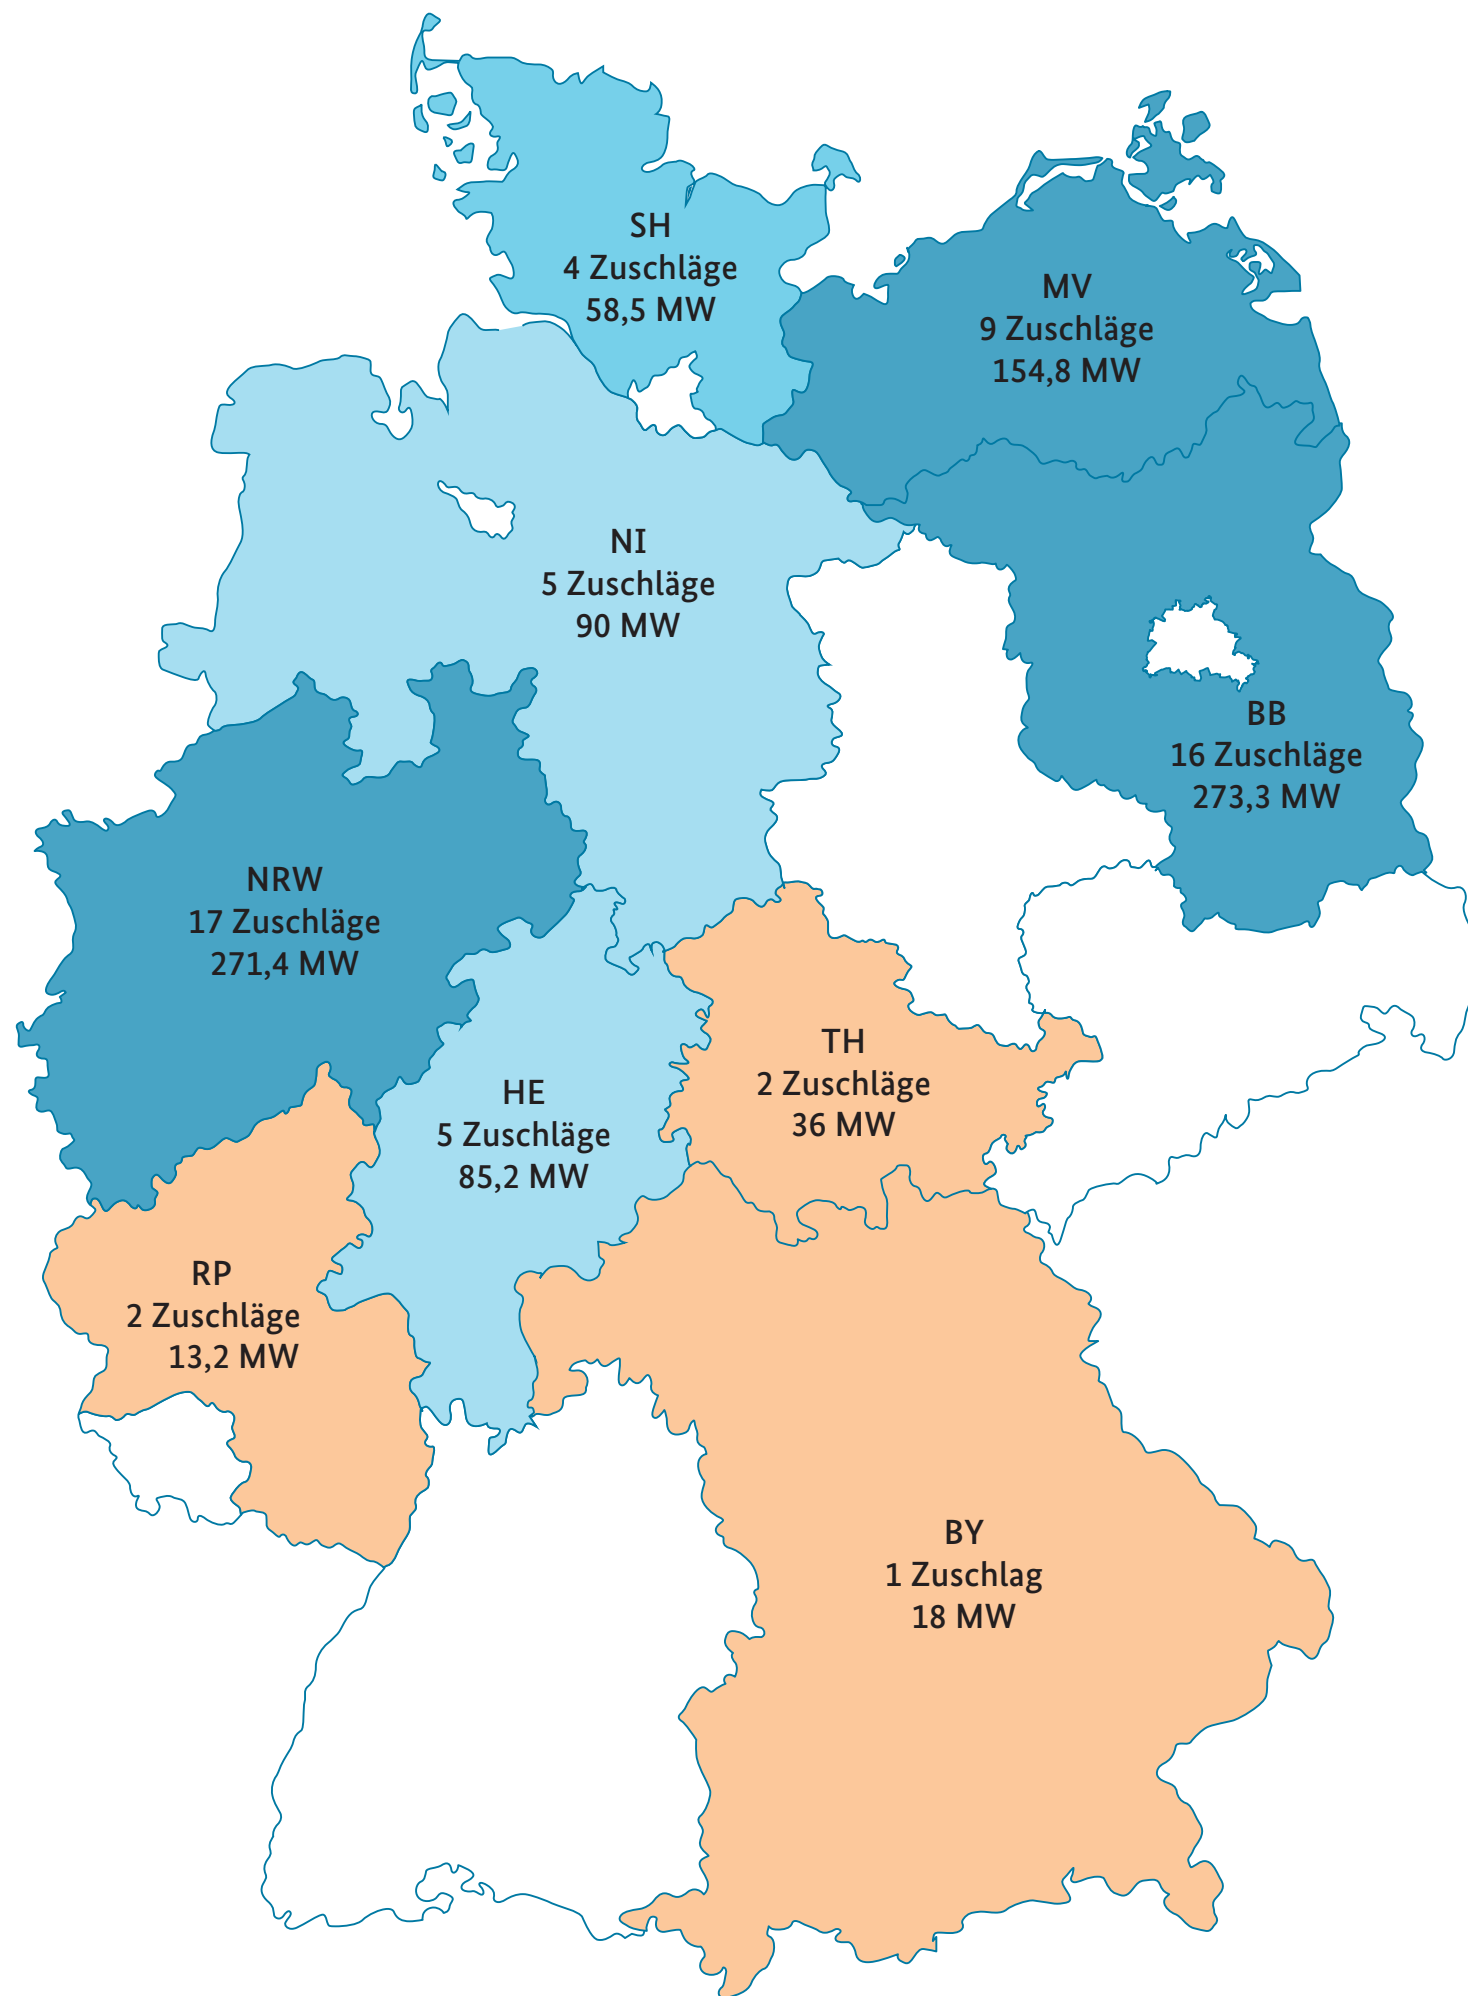 SH
4 Zuschläge
58,5 MW
MV
9 Zuschläge
154,8 MW
NI
5 Zuschläge
90 MW
BB
16 Zuschläge
273,3 MW
NRW
17 Zuschläge
271,4 MW
TH
2 Zuschläge
36 MW
HE
5 Zuschläge
85,2 MW
RP
2 Zuschläge
13,2 MW
BY
1 Zuschlag
18 MW